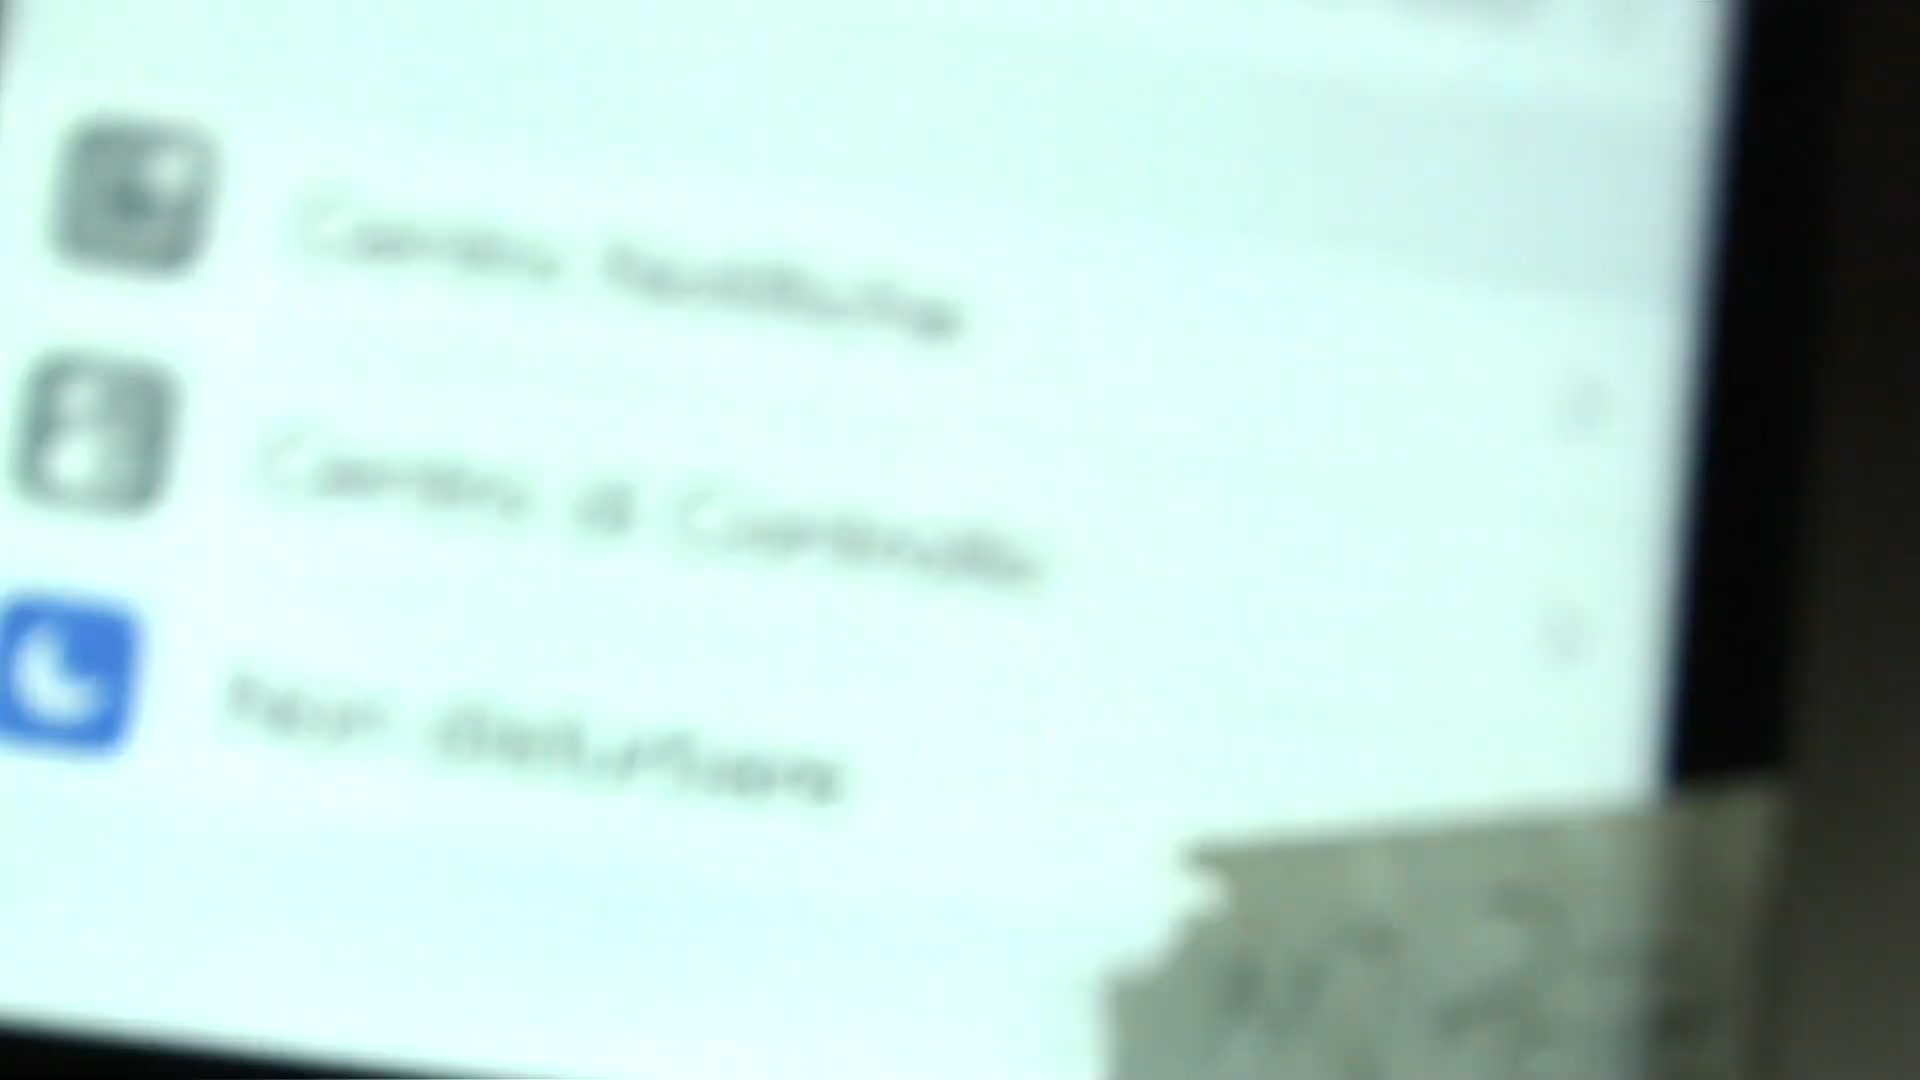 Centro notifiche
Centro di Controllo
Non disturbare